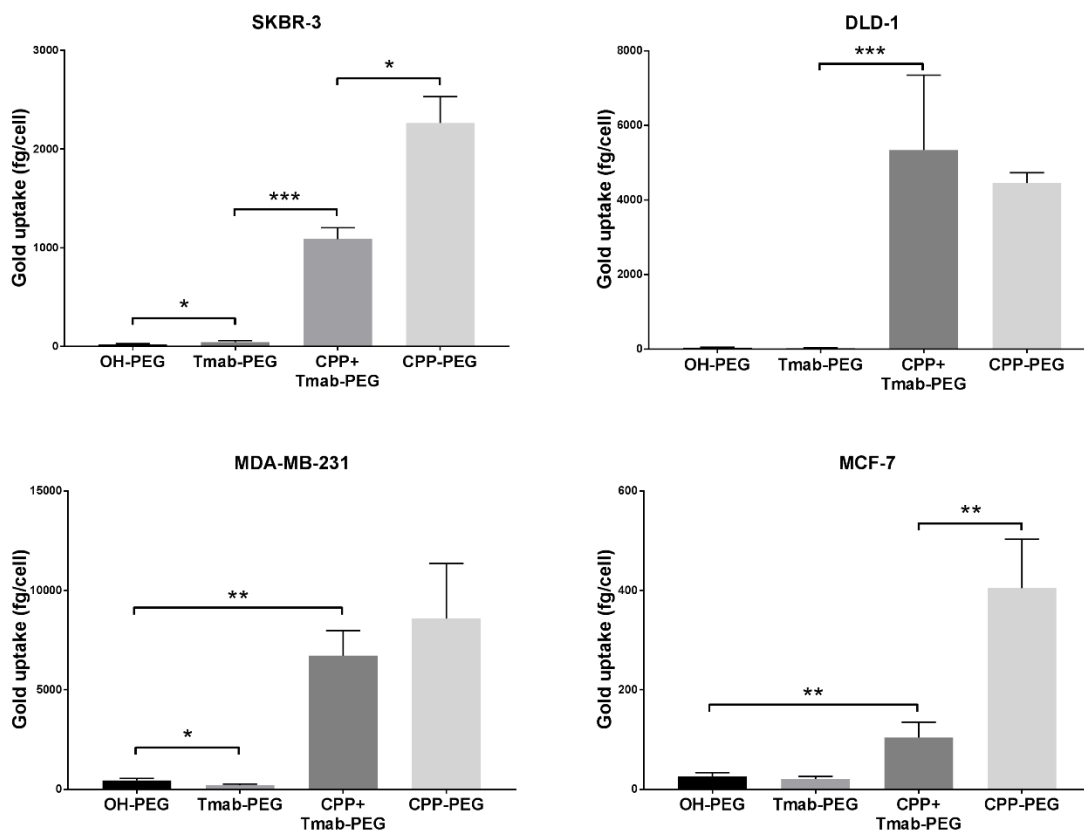 SKBR-3
Gold uptake (fg/cell)
3000
2000
1000
0
*
***
*
OH-PEG Tmab-PEG CPP+ CPP-PEG
Tmab-PEG
DLD-1
Gold uptake (fg/cell)
8000
6000
4000
2000
0
***
OH-PEG Tmab-PEG CPP+ CPP-PEG
Tmab-PEG
MDA-MB-231
Gold uptake (fg/cell)
15000
10000
5000
0
**
*
OH-PEG Tmab-PEG CPP+ CPP-PEG
Tmab-PEG
MCF-7
Gold uptake (fg/cell)
600
400
200
0
**
**
OH-PEG Tmab-PEG CPP+ CPP-PEG
Tmab-PEG